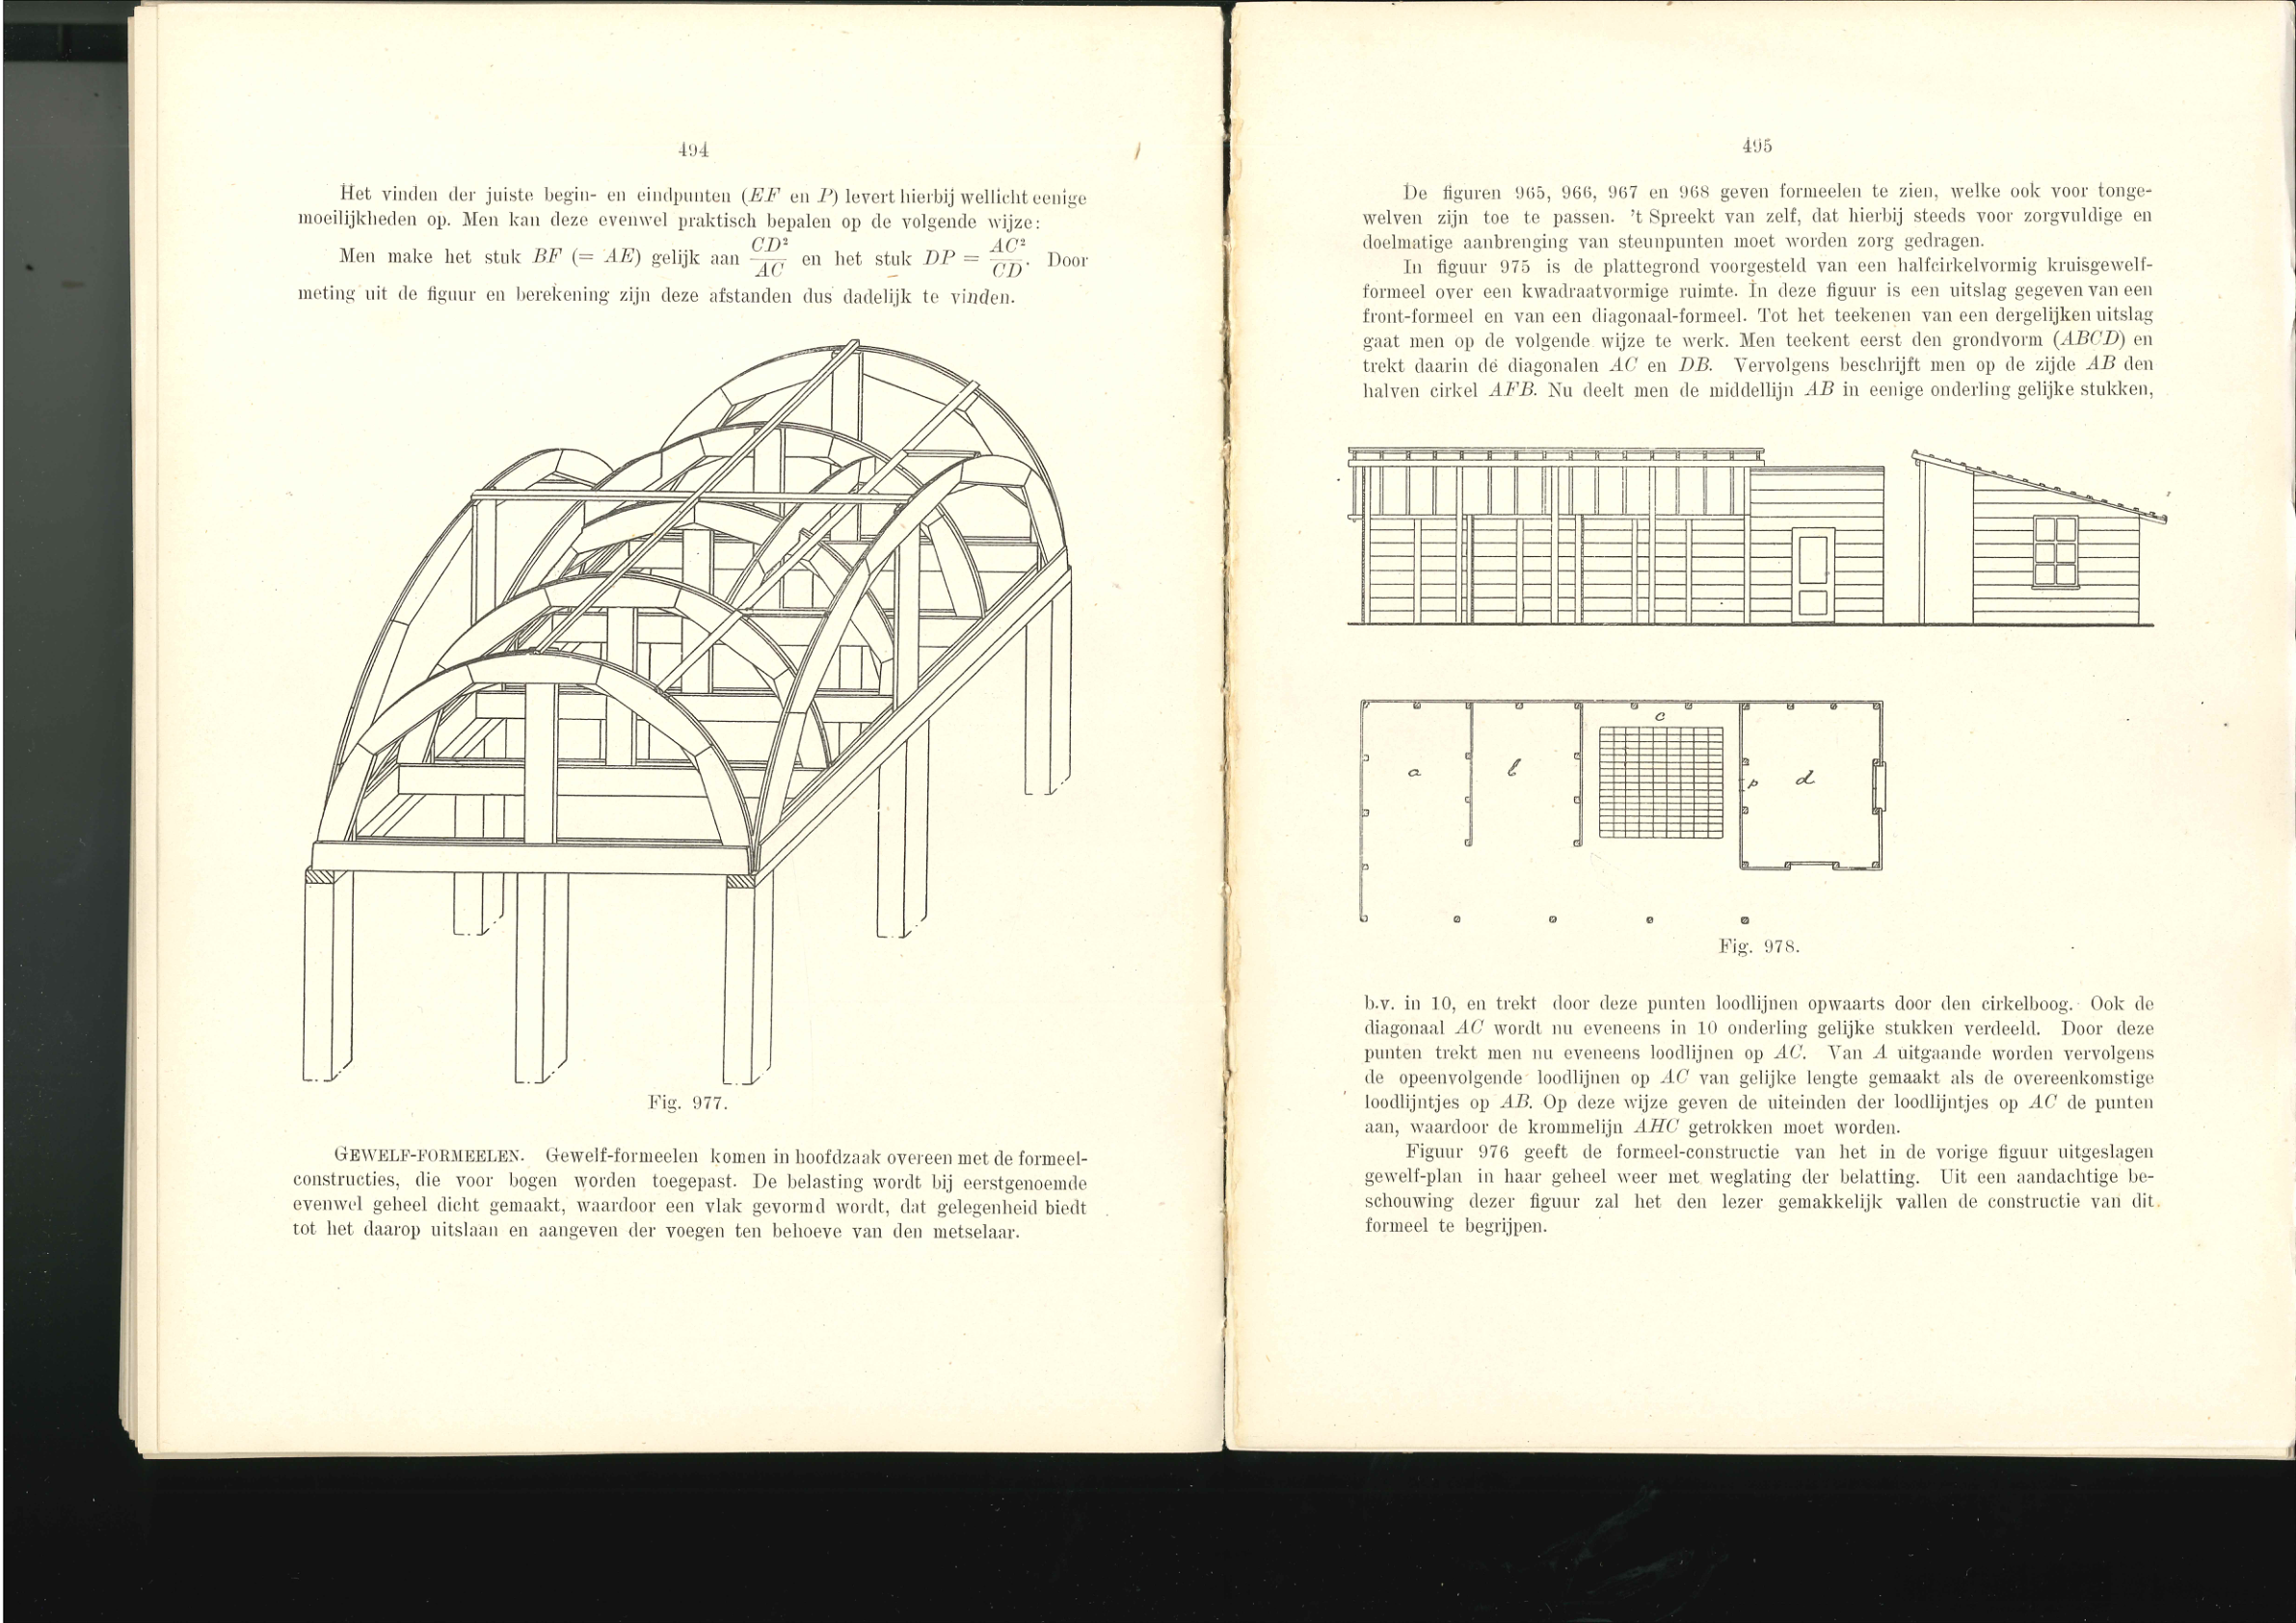 494
Het vinden der juiste begin- en eindpunten (EF en P) levert hierbij wellicht eenige
moeilijkheden op. Men kan deze evenwel praktisch bepalen op de volgende wijze:
Men make het stuk BF (= AE) gelijk aan CD²/AC en het stuk DP = AC²/CD. Door
meting uit de figuur en berekening zijn deze afstanden dus dadelijk te vinden.
Fig. 977.
GEWELF-FORMEELEN. Gewelf-formeelen komen in hoofdzaak overeen met de formeel-
constructies, die voor bogen worden toegepast. De belasting wordt bij eerstgenoemde
evenwel geheel dicht gemaakt, waardoor een vlak gevormd wordt, dat gelegenheid biedt
tot het daarop uitslaan en aangeven der voegen ten behoeve van den metselaar.
495
De figuren 965, 966, 967 en 968 geven formeelen te zien, welke ook voor tonge-
welven zijn toe te passen. 't Spreekt van zelf, dat hierbij steeds voor zorgvuldige en
doelmatige aanbrenging van steunpunten moet worden zorg gedragen.
In figuur 975 is de plattegrond voorgesteld van een halfcirkelvormig kruisgewelf-
formeel over een kwadraatvormige ruimte. In deze figuur is een uitslag gegeven van een
front-formeel en van een diagonaal-formeel. Tot het teekenen van een dergelijken uitslag
gaat men op de volgende wijze te werk. Men teekent eerst den grondvorm (ABCD) en
trekt daarin de diagonalen AC en DB. Vervolgens beschrijft men op de zijde AB den
halven cirkel AFB. Nu deelt men de middellijn AB in eenige onderling gelijke stukken,
a
b
c
P
d
Fig. 978.
b.v. in 10, en trekt door deze punten loodlijnen opwaarts door den cirkelboog. Ook de
diagonaal AC wordt nu eveneens in 10 onderling gelijke stukken verdeeld. Door deze
punten trekt men nu eveneens loodlijnen op AC. Van A uitgaande worden vervolgens
de opeenvolgende loodlijnen op AC van gelijke lengte gemaakt als de overeenkomstige
loodlijntjes op AB. Op deze wijze geven de uiteinden der loodlijntjes op AC de punten
aan, waardoor de krommelijn AHC getrokken moet worden.
Figuur 976 geeft de formeel-constructie van het in de vorige figuur uitgeslagen
gewelf-plan in haar geheel weer met weglating der belatting. Uit een aandachtige be-
schouwing dezer figuur zal het den lezer gemakkelijk vallen de constructie van dit
formeel te begrijpen.